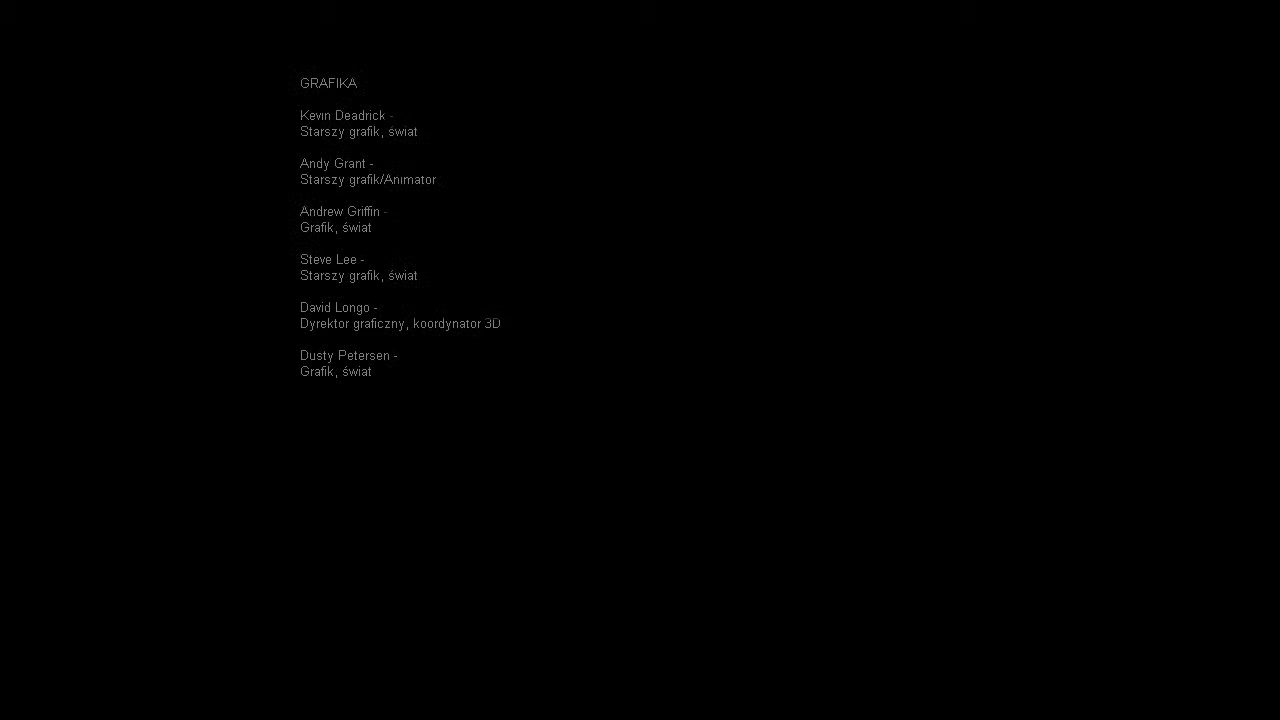 GRAFIKA
Kevin Deadrick -
Starszy grafik, świat
Andy Grant -
Starszy grafik/Animator
Andrew Griffin -
Grafik, świat
Steve Lee -
Starszy grafik, świat
David Longo -
Dyrektor graficzny, koordynator 3D
Dusty Petersen -
Grafik, świat